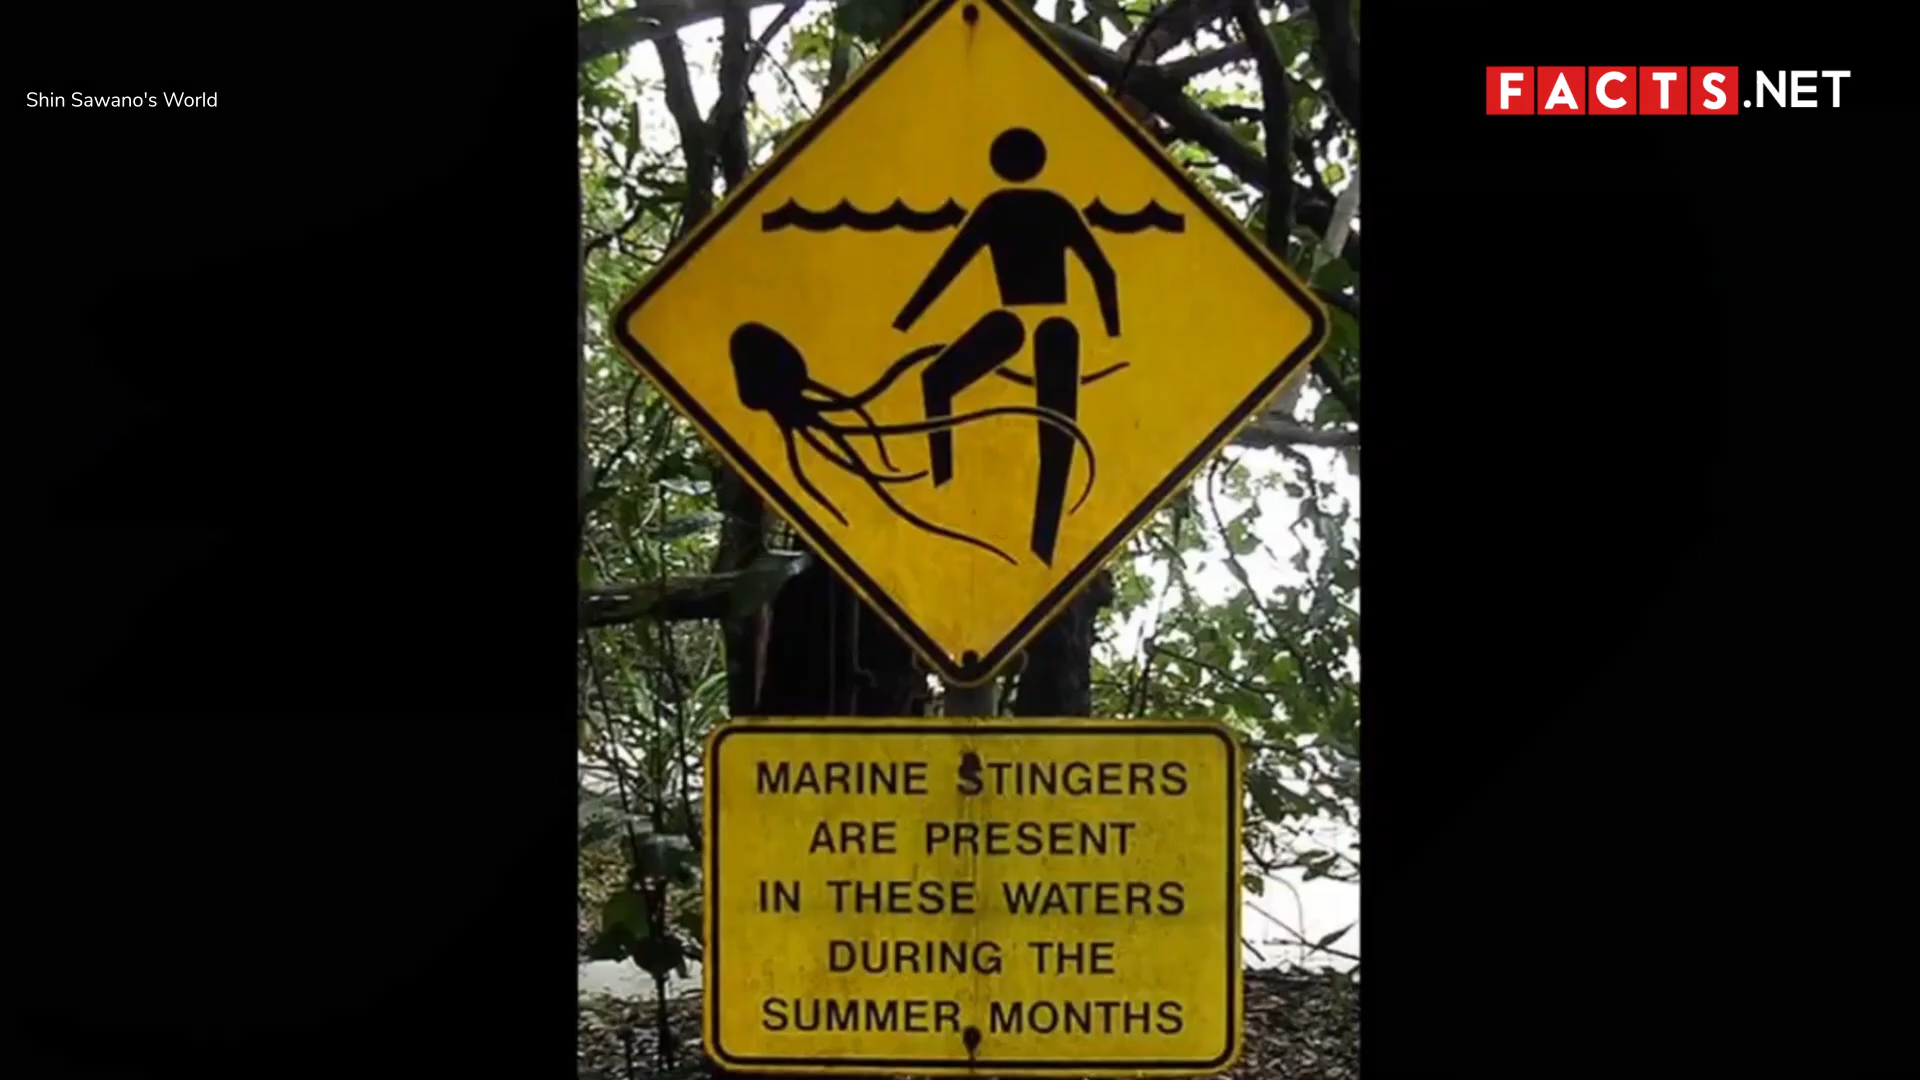 Shin Sawano's World
FACTS.NET
MARINE STINGERS
ARE PRESENT
IN THESE WATERS
DURING THE
SUMMER MONTHS